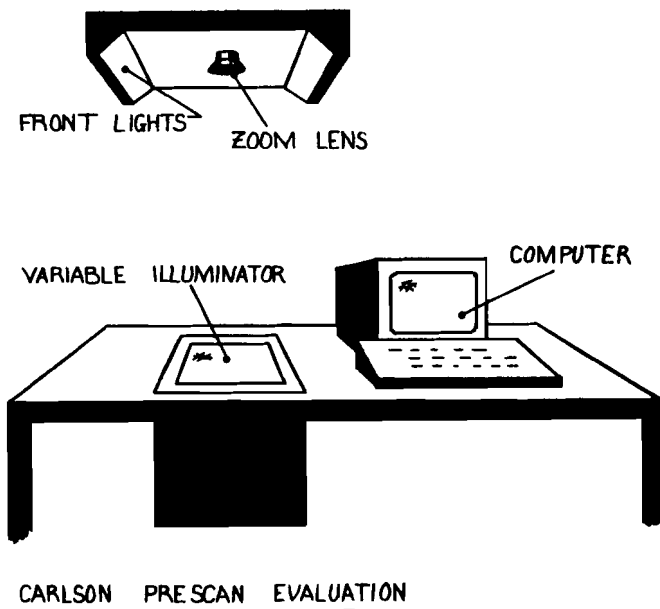 FRONT LIGHTS
ZOOM LENS
COMPUTER
VARIABLE ILLUMINATOR
CARLSON PRESCAN EVALUATION